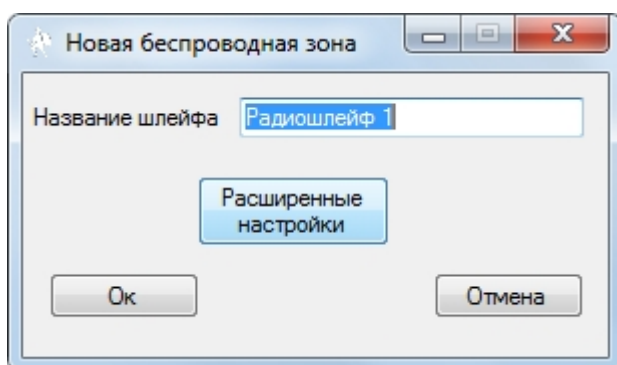 Новая беспроводная зона
Название шлейфа Радиошлейф 1
Расширенные
настройки
Ок Отмена